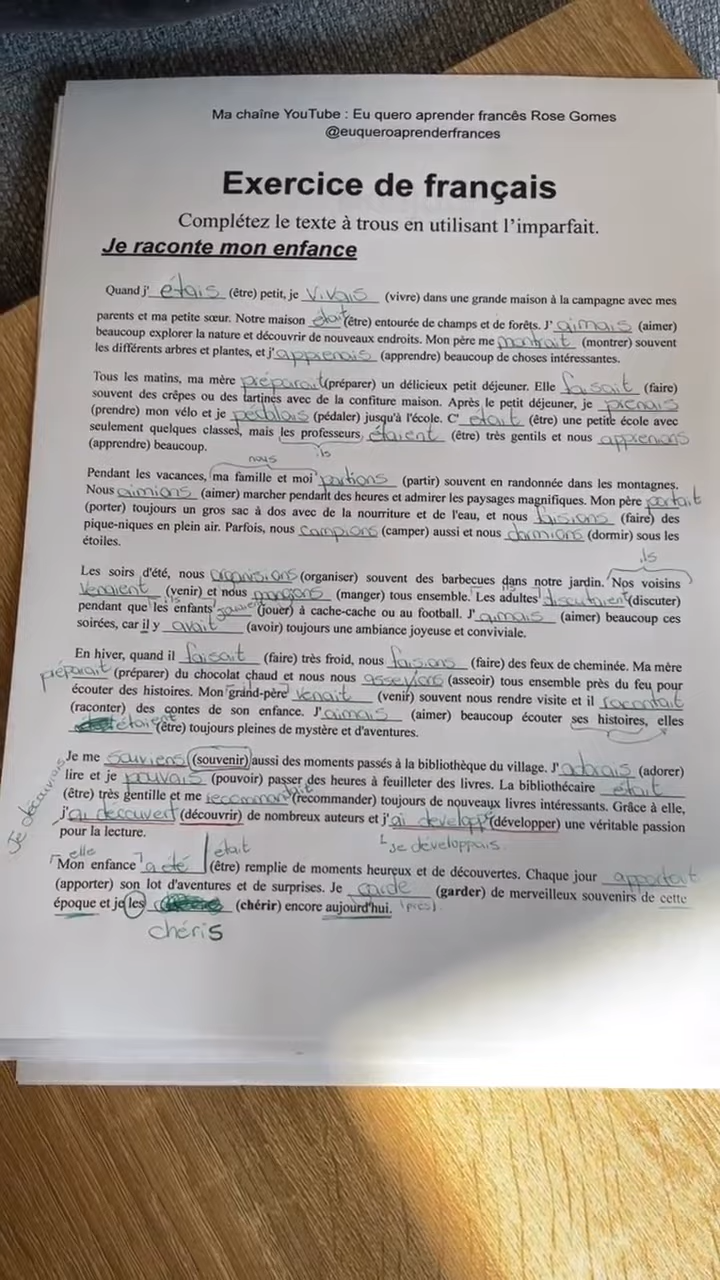 Ma chaîne YouTube : Eu quero aprender francês Rose Gomes
@euqueroaprenderfrances
Exercice de français
Complétez le texte à trous en utilisant l'imparfait.
Je raconte mon enfance
Quand j' étais (être) petit, je vivais (vivre) dans une grande maison à la campagne avec mes
parents et ma petite sœur. Notre maison était (être) entourée de champs et de forêts. J' aimais (aimer)
beaucoup explorer la nature et découvrir de nouveaux endroits. Mon père me montrait (montrer) souvent
les différents arbres et plantes, et j' apprenais (apprendre) beaucoup de choses intéressantes.
Tous les matins, ma mère préparait (préparer) un délicieux petit déjeuner. Elle faisait (faire)
souvent des crêpes ou des tartines avec de la confiture maison. Après le petit déjeuner, je prenais
(prendre) mon vélo et je pédalais (pédaler) jusqu'à l'école. C' était (être) une petite école avec
seulement quelques classes, mais les professeurs étaient (être) très gentils et nous apprenions
(apprendre) beaucoup.
ils
nous
Pendant les vacances, ma famille et moi partions (partir) souvent en randonnée dans les montagnes.
Nous aimions (aimer) marcher pendant des heures et admirer les paysages magnifiques. Mon père portait
(porter) toujours un gros sac à dos avec de la nourriture et de l'eau, et nous faisions (faire) des
pique-niques en plein air. Parfois, nous campions (camper) aussi et nous dormions (dormir) sous les
étoiles.
ils
Les soirs d'été, nous organisions (organiser) souvent des barbecues dans notre jardin. Nos voisins
venaient (venir) et nous mangions (manger) tous ensemble. Les adultes discutaient (discuter)
ils
pendant que les enfants jouaient (jouer) à cache-cache ou au football. J' aimais (aimer) beaucoup ces
soirées, car il y avait (avoir) toujours une ambiance joyeuse et conviviale.
En hiver, quand il faisait (faire) très froid, nous faisions (faire) des feux de cheminée. Ma mère
préparait (préparer) du chocolat chaud et nous nous asseyions (asseoir) tous ensemble près du feu pour
écouter des histoires. Mon grand-père venait (venir) souvent nous rendre visite et il racontait
(raconter) des contes de son enfance. J' aimais (aimer) beaucoup écouter ses histoires, elles
étaient (être) toujours pleines de mystère et d'aventures.
Je me souviens (souvenir) aussi des moments passés à la bibliothèque du village. J' adorais (adorer)
lire et je pouvais (pouvoir) passer des heures à feuilleter des livres. La bibliothécaire était
(être) très gentille et me recommantait (recommander) toujours de nouveaux livres intéressants. Grâce à elle,
Je découvrais
j'ai découvert (découvrir) de nombreux auteurs et j'ai developp (développer) une véritable passion
pour la lecture.
se développais
elle
était
Mon enfance a été (être) remplie de moments heureux et de découvertes. Chaque jour apportait
(apporter) son lot d'aventures et de surprises. Je garde (garder) de merveilleux souvenirs de cette
époque et je les (chérir) encore aujourd'hui. (près)
chéris